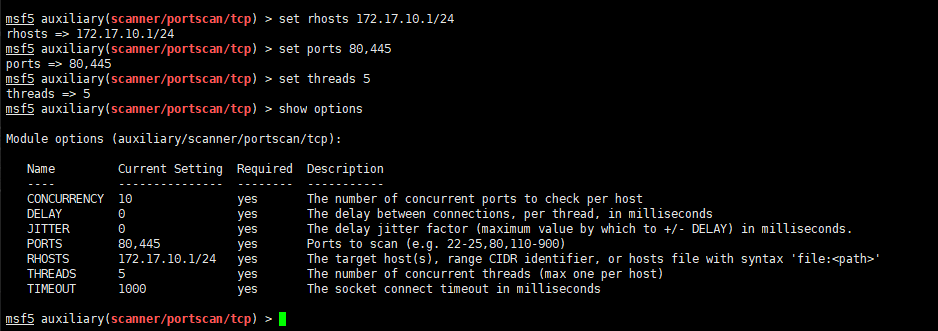 msf5 auxiliary(scanner/portscan/tcp) > set rhosts 172.17.10.1/24
rhosts => 172.17.10.1/24
msf5 auxiliary(scanner/portscan/tcp) > set ports 80,445
ports => 80,445
msf5 auxiliary(scanner/portscan/tcp) > set threads 5
threads => 5
msf5 auxiliary(scanner/portscan/tcp) > show options
Module options (auxiliary/scanner/portscan/tcp):
Name Current Setting Required Description
---- --------------- -------- -----------
CONCURRENCY 10 yes The number of concurrent ports to check per host
DELAY 0 yes The delay between connections, per thread, in milliseconds
JITTER 0 yes The delay jitter factor (maximum value by which to +/- DELAY) in milliseconds.
PORTS 80,445 yes Ports to scan (e.g. 22-25,80,110-900)
RHOSTS 172.17.10.1/24 yes The target host(s), range CIDR identifier, or hosts file with syntax 'file:<path>'
THREADS 5 yes The number of concurrent threads (max one per host)
TIMEOUT 1000 yes The socket connect timeout in milliseconds
msf5 auxiliary(scanner/portscan/tcp) >